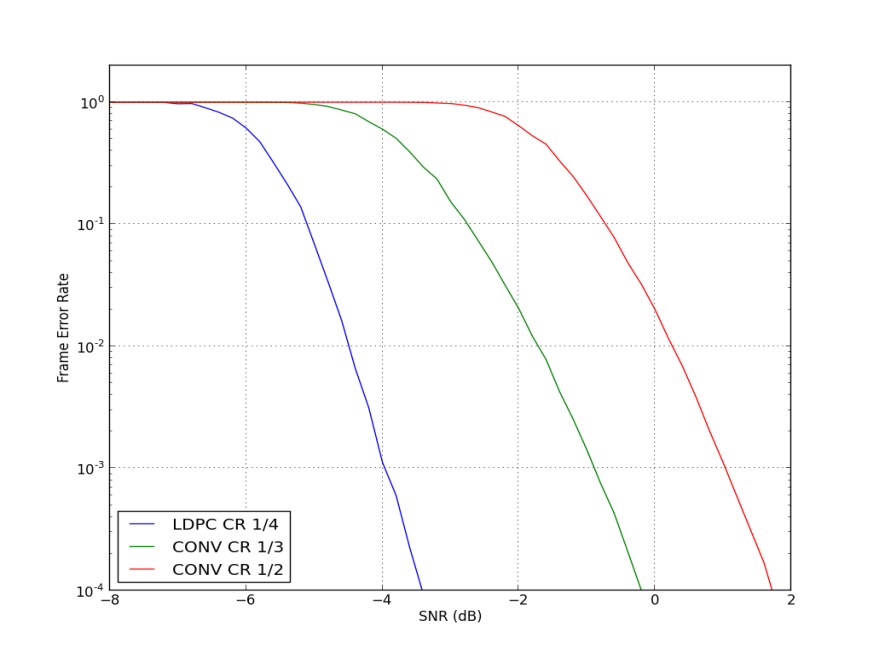 10^0
10^-1
10^-2
10^-3
10^-4
Frame Error Rate
LDPC CR 1/4
CONV CR 1/3
CONV CR 1/2
−8 −6 −4 −2 0 2
SNR (dB)